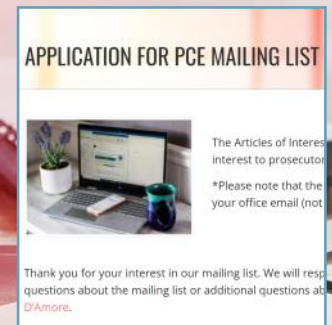 APPLICATION FOR PCE MAILING LIST
The Articles of Interes
interest to prosecutor
*Please note that the
your office email (not
Thank you for your interest in our mailing list. We will resp
questions about the mailing list or additional questions ab
D'Amore.